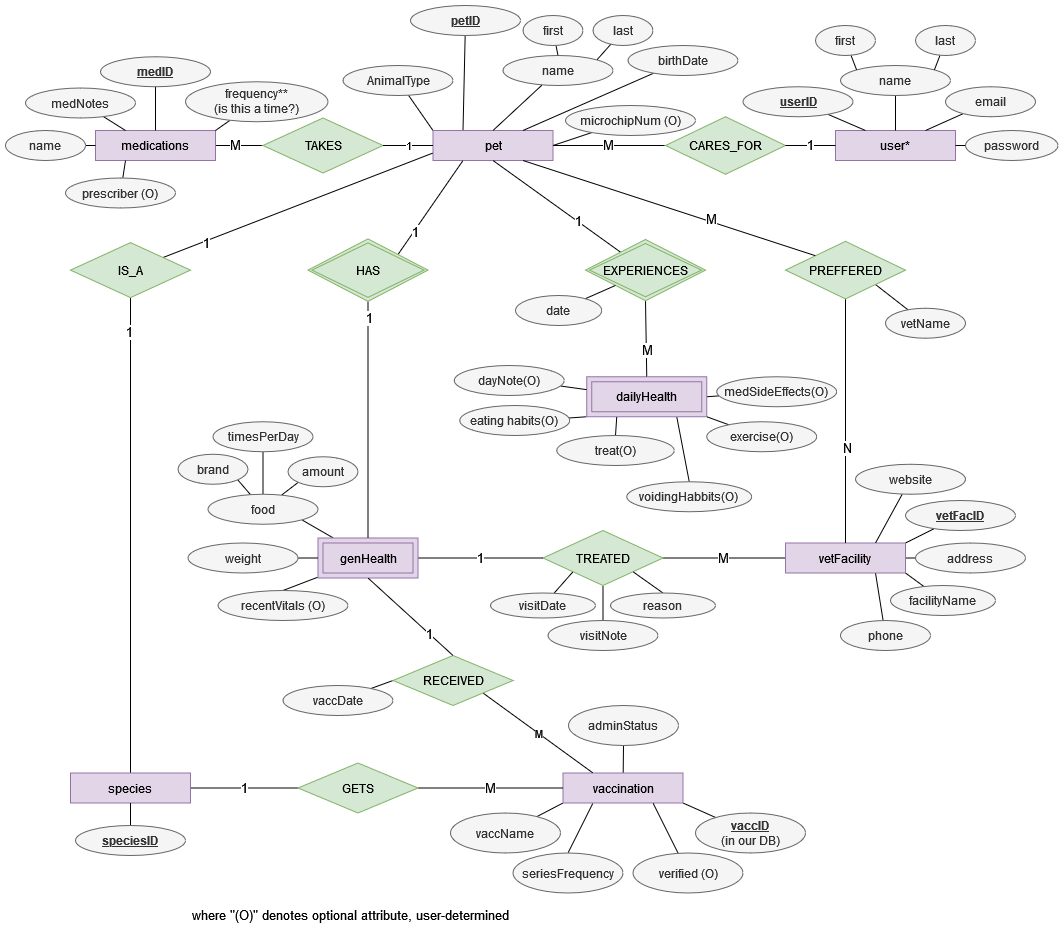 petID
first
last
first
last
AnimalType
name
birthDate
name
medID
frequency**
(is this a time?)
medNotes
userID
email
microchipNum (O)
name
medications
M
TAKES
1
pet
M
CARES_FOR
1
user*
password
prescriber (O)
1
1
1
M
IS_A
HAS
EXPERIENCES
PREFFERED
date
vetName
1
1
M
dayNote(O)
dailyHealth
medSideEffects(O)
eating habits(O)
exercise(O)
treat(O)
voidingHabbits(O)
N
timesPerDay
brand
amount
food
website
vetFacID
weight
genHealth
1
TREATED
M
vetFacility
address
recentVitals (O)
visitDate
reason
facilityName
visitNote
phone
1
RECEIVED
vaccDate
M
adminStatus
species
1
GETS
M
vaccination
speciesID
vaccName
vaccID
(in our DB)
seriesFrequency
verified (O)
where "(O)" denotes optional attribute, user-determined